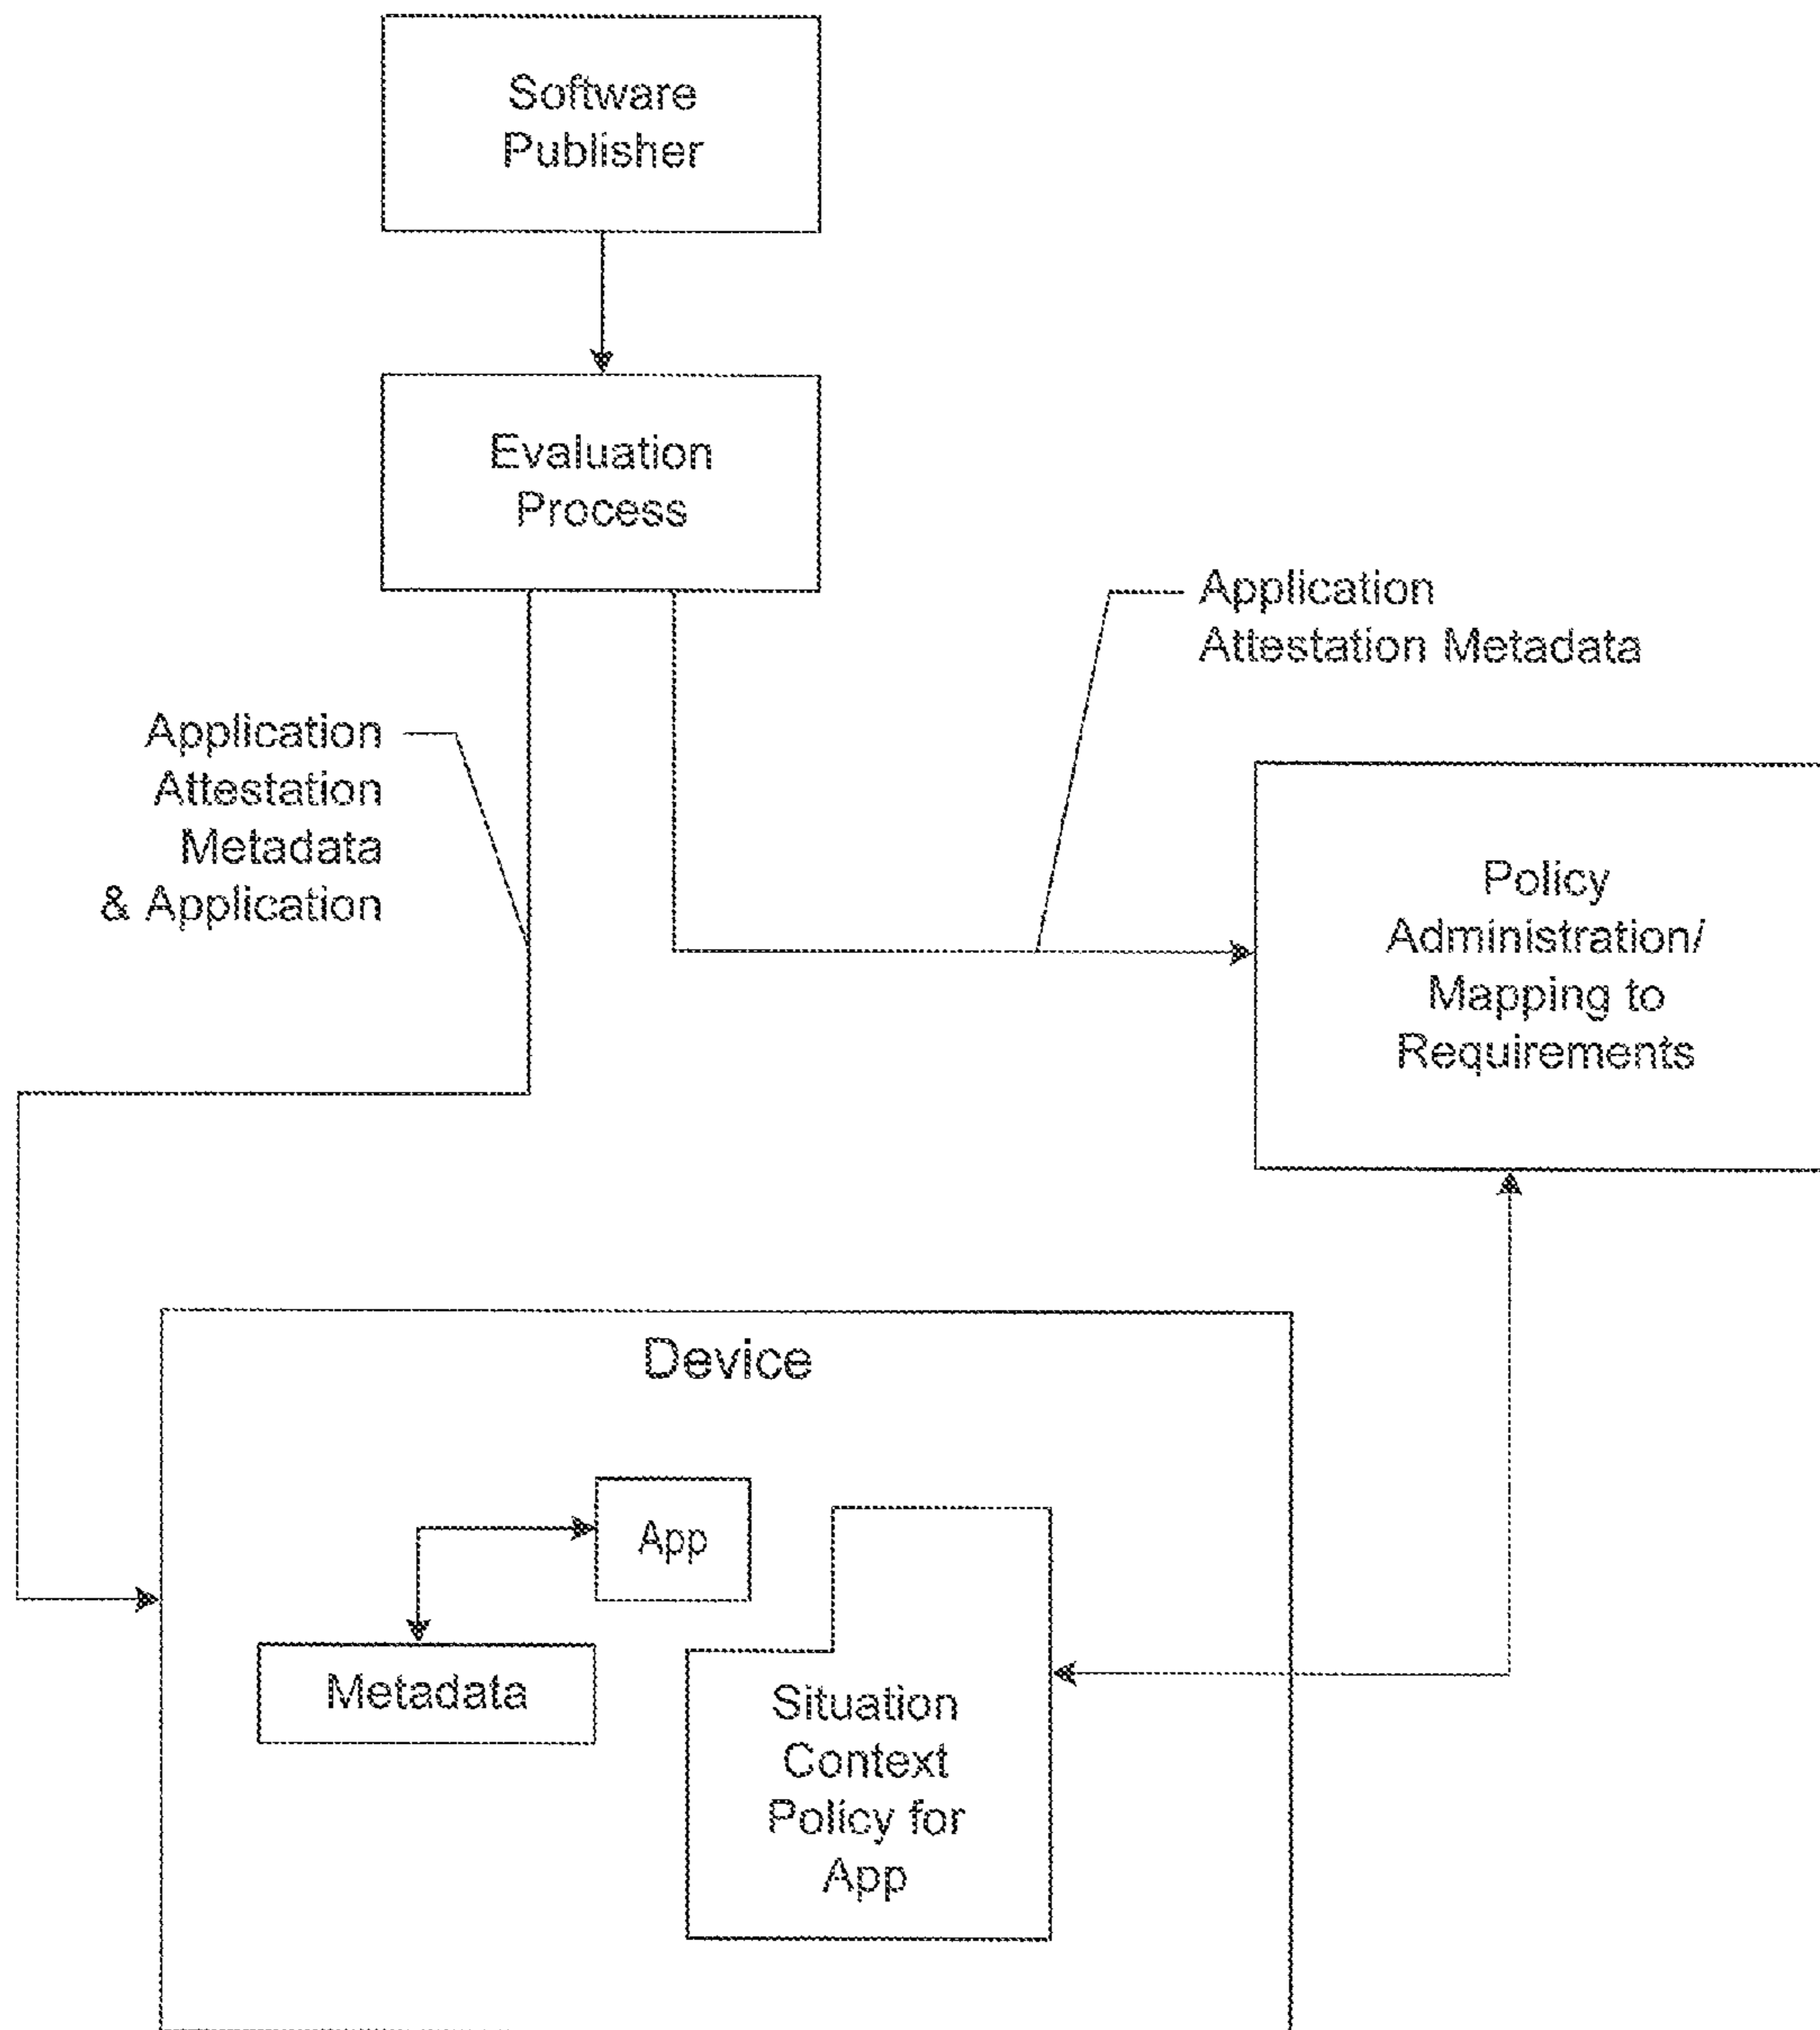 Software
Publisher
Evaluation
Process
Application
Attestation Metadata
Application
Attestation
Metadata
& Application
Policy
Administration/
Mapping to
Requirements
Device
App
Metadata
Situation
Context
Policy for
App